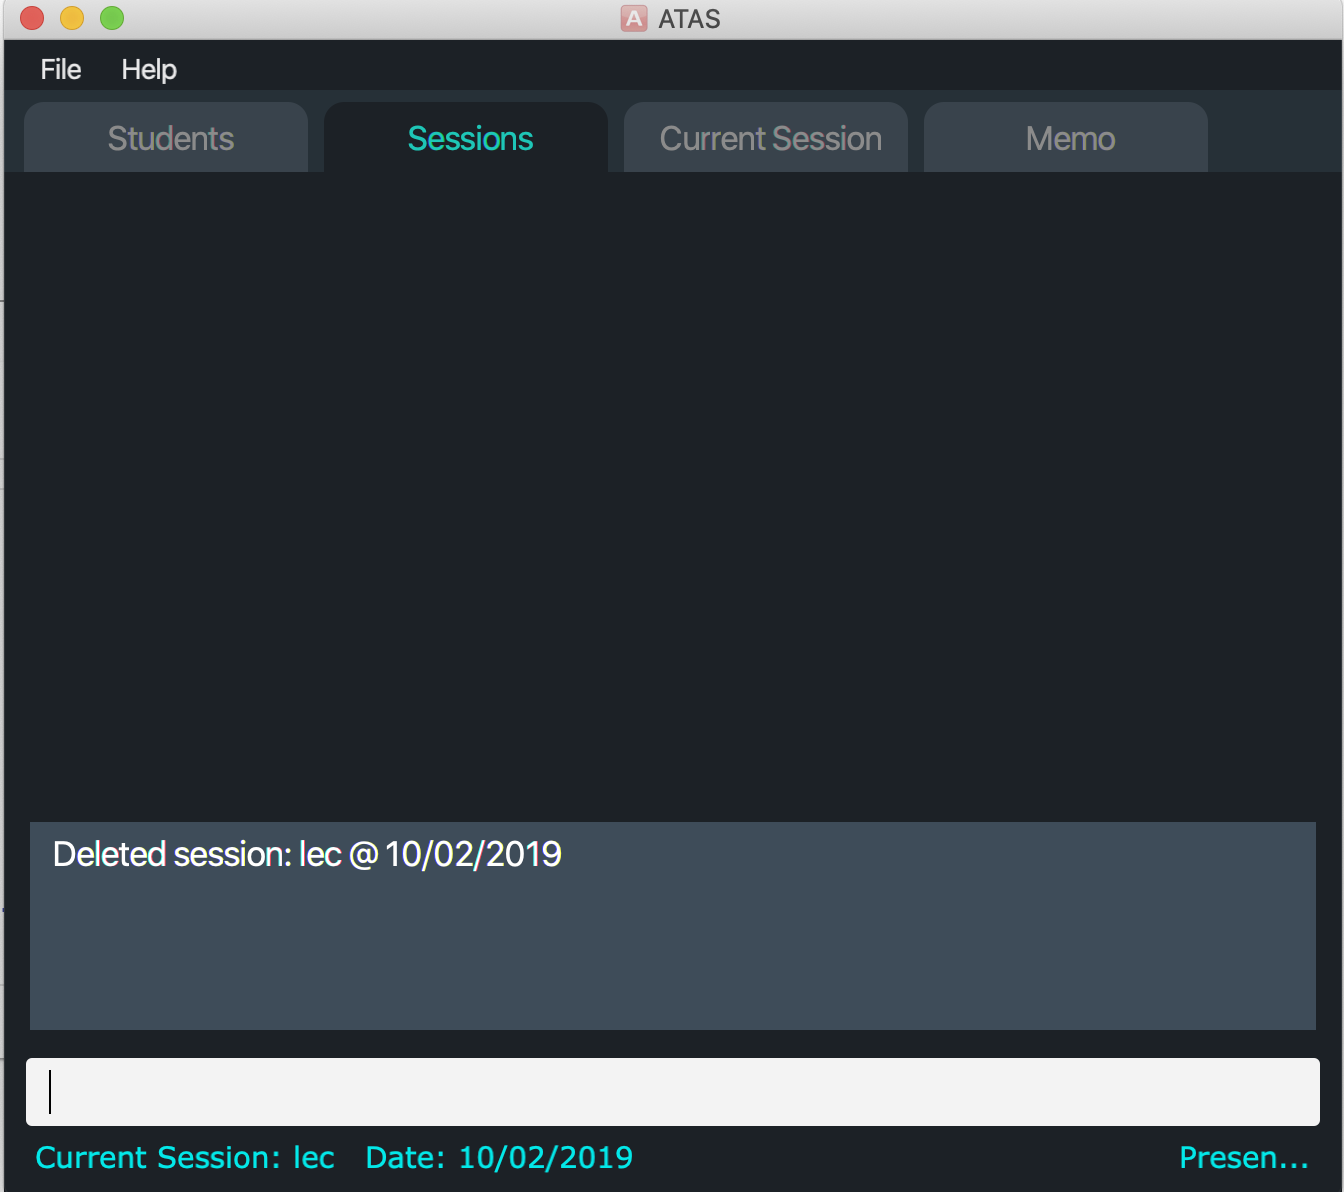 A ATAS
File Help
Students Sessions Current Session Memo
Deleted session: lec @ 10/02/2019
Current Session: lec Date: 10/02/2019 Presen...